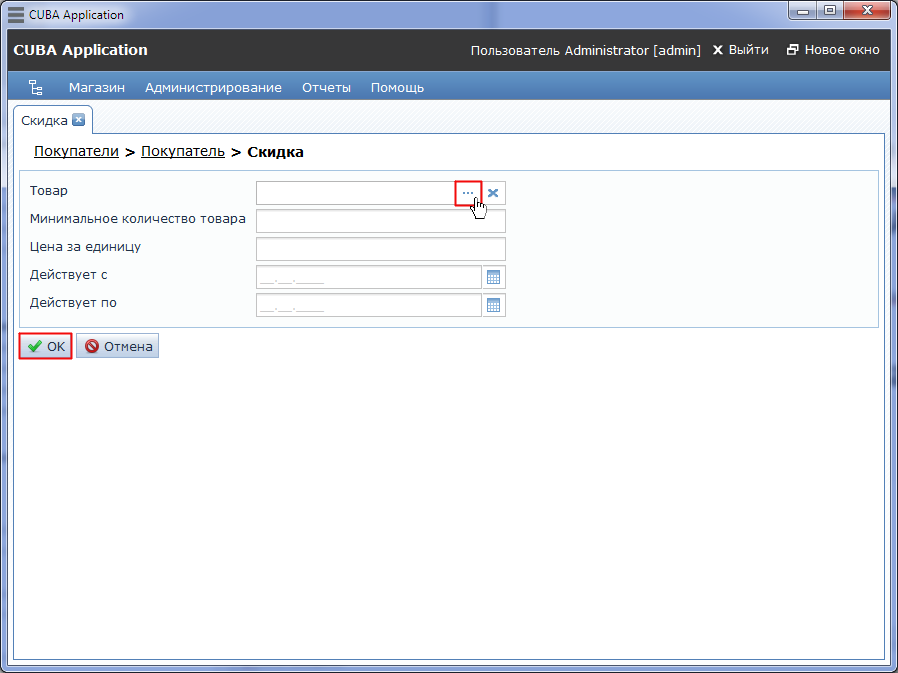 CUBA Application
CUBA Application Пользователь Administrator [admin] Выйти Новое окно
Магазин Администрирование Отчеты Помощь
Скидка
Покупатели > Покупатель > Скидка
Товар ...
Минимальное количество товара
Цена за единицу
Действует с __.__.____
Действует по __.__.____
OK Отмена